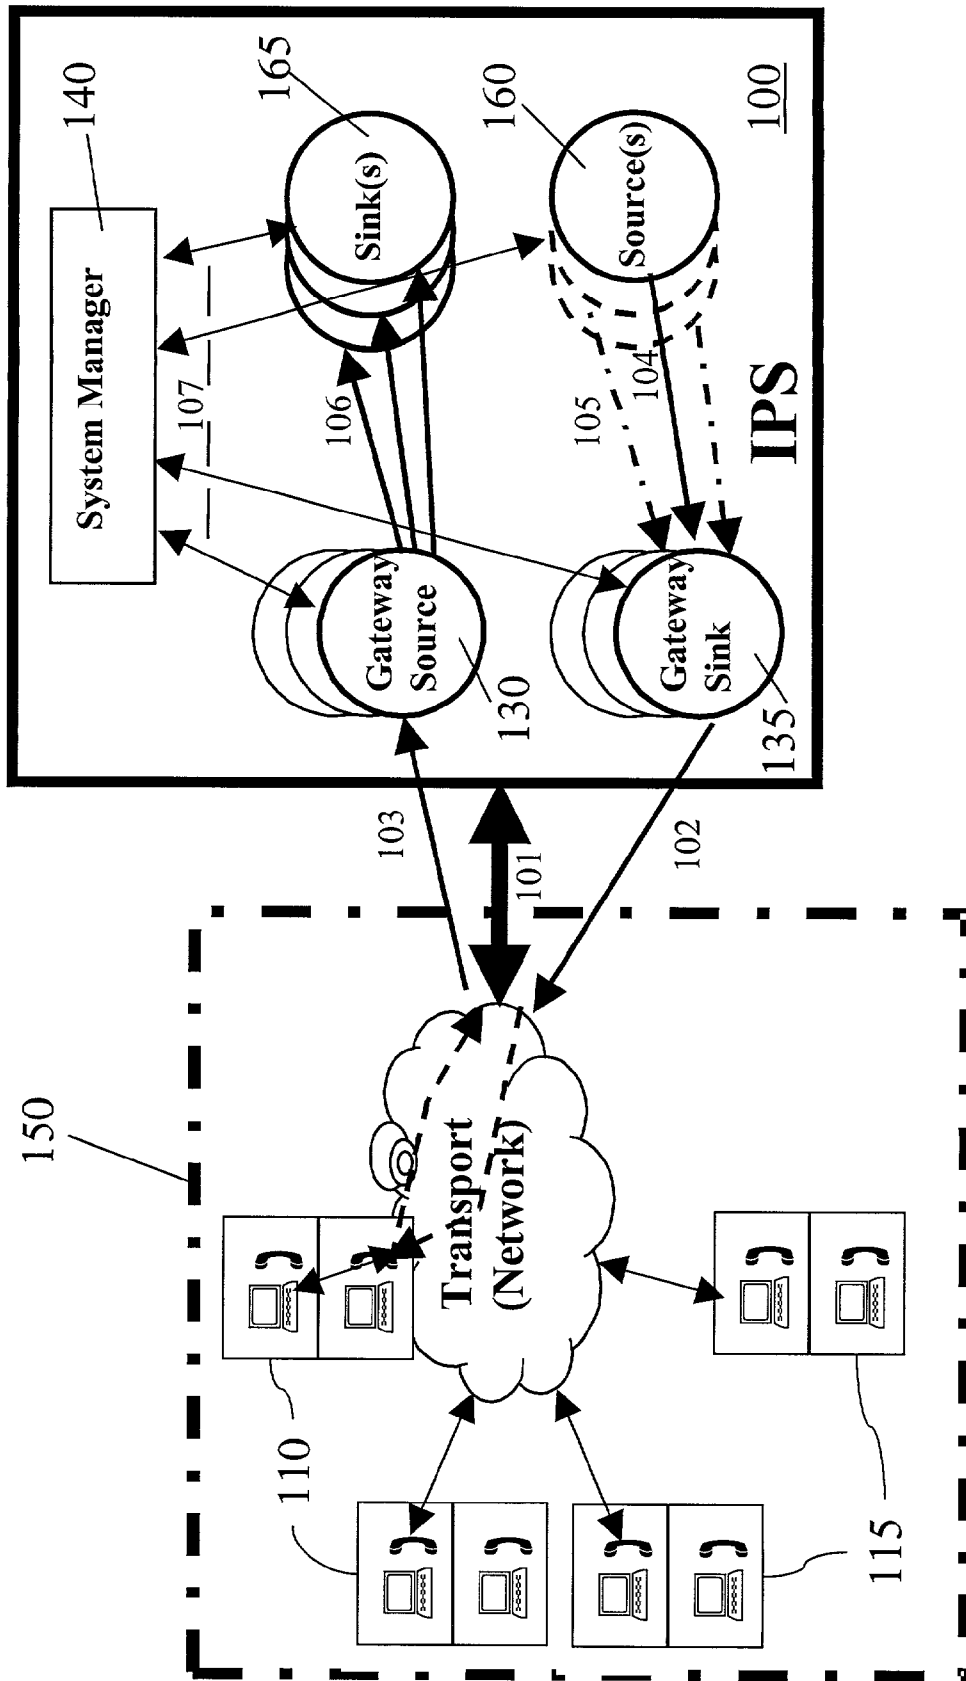 150
110
115
Transport
(Network)
103
101
102
System Manager
140
107
Gateway
Source
130
106
Sink(s)
165
Gateway
Sink
135
105
104
Source(s)
160
IPS
100